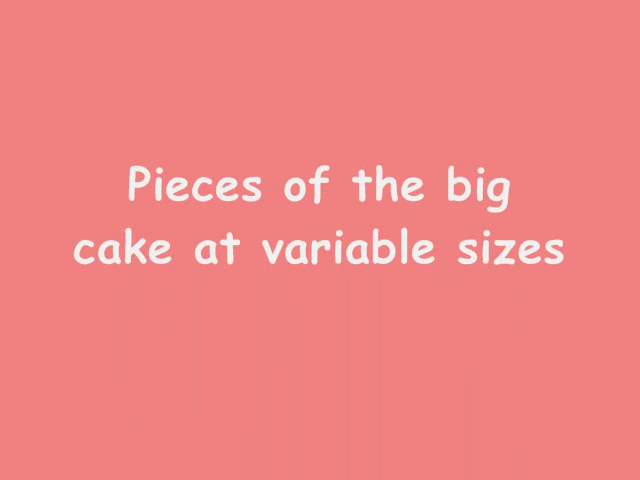 Pieces of the big
cake at variable sizes